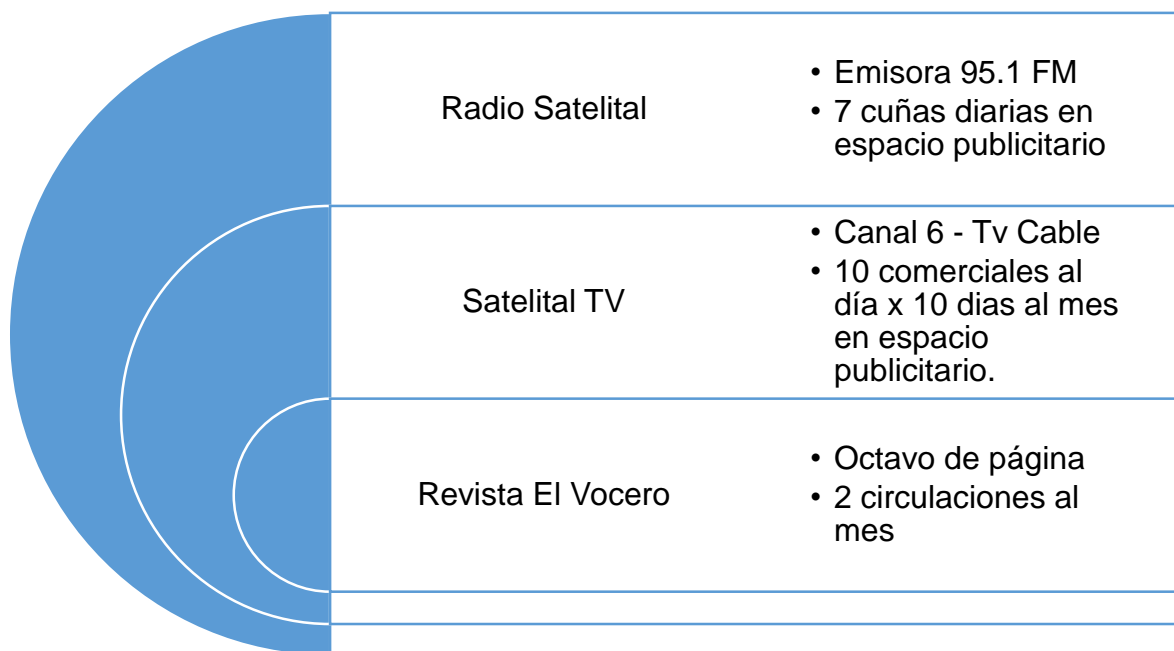 Radio Satelital
• Emisora 95.1 FM
• 7 cuñas diarias en
espacio publicitario
Satelital TV
• Canal 6 - Tv Cable
• 10 comerciales al
día x 10 dias al mes
en espacio
publicitario.
Revista El Vocero
• Octavo de página
• 2 circulaciones al
mes